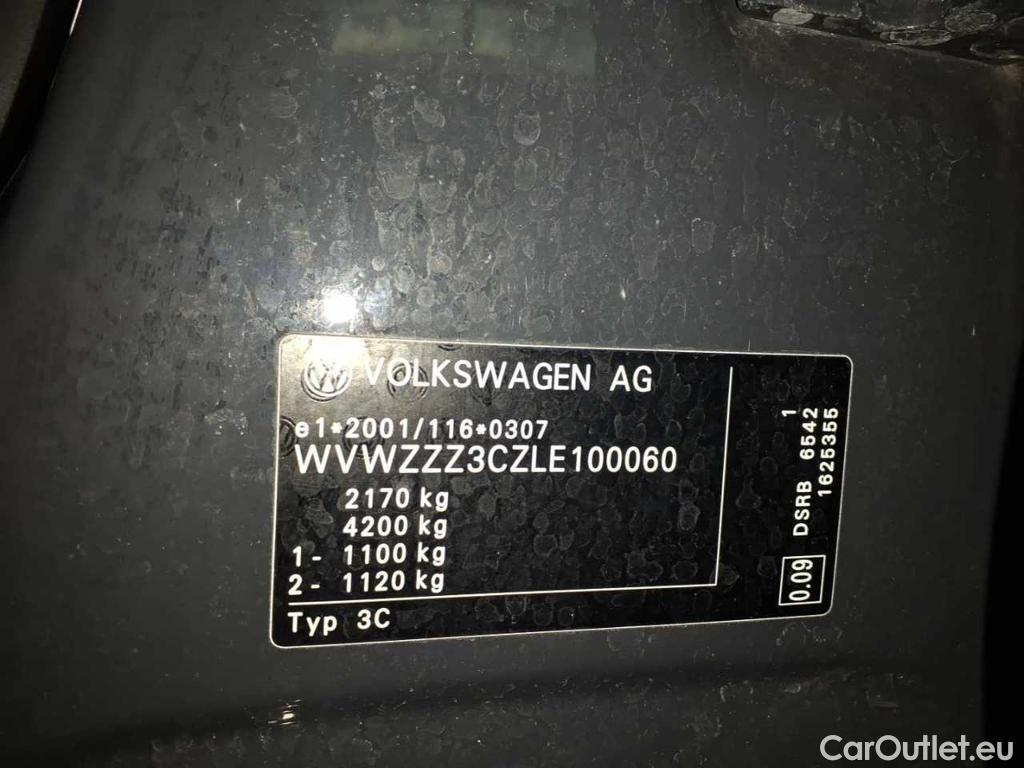 VOLKSWAGEN AG
e1*2001/116*0307
WVWZZZ3CZLE100060
2170 kg
4200 kg
1 - 1100 kg
2 - 1120 kg
Typ 3C
1
0.09 DSRB 6542
1625355
CarOutlet.eu